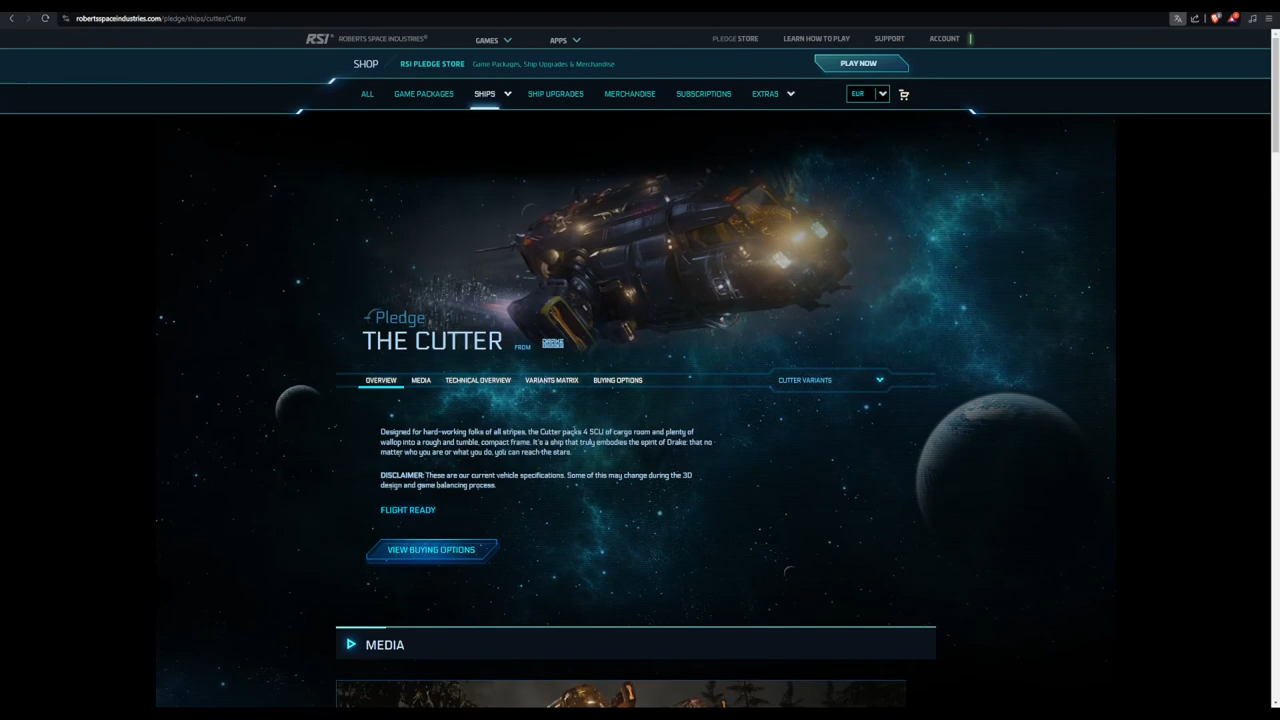 robertsspaceindustries.com/pledge/ships/cutter/Cutter
RSI ROBERTS SPACE INDUSTRIES® GAMES APPS PLEDGE STORE LEARN HOW TO PLAY SUPPORT ACCOUNT
SHOP RSI PLEDGE STORE Game Packages, Ship Upgrades & Merchandise PLAY NOW
ALL GAME PACKAGES SHIPS SHIP UPGRADES MERCHANDISE SUBSCRIPTIONS EXTRAS EUR
Pledge
THE CUTTER FROM DRAKE
OVERVIEW MEDIA TECHNICAL OVERVIEW VARIANTS MATRIX BUYING OPTIONS CUTTER VARIANTS
Designed for hard-working folks of all stripes, the Cutter packs 4 SCU of cargo room and plenty of
wallop into a rough and tumble, compact frame. It's a ship that truly embodies the spirit of Drake: that no
matter who you are or what you do, you can reach the stars.
DISCLAIMER: These are our current vehicle specifications. Some of this may change during the 3D
design and game balancing process.
FLIGHT READY
VIEW BUYING OPTIONS
MEDIA